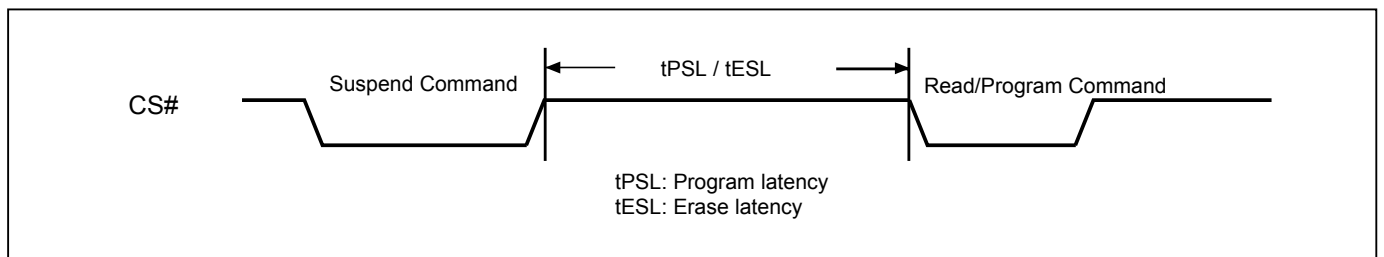 tPSL / tESL
Suspend Command
Read/Program Command
CS#
tPSL: Program latency
tESL: Erase latency